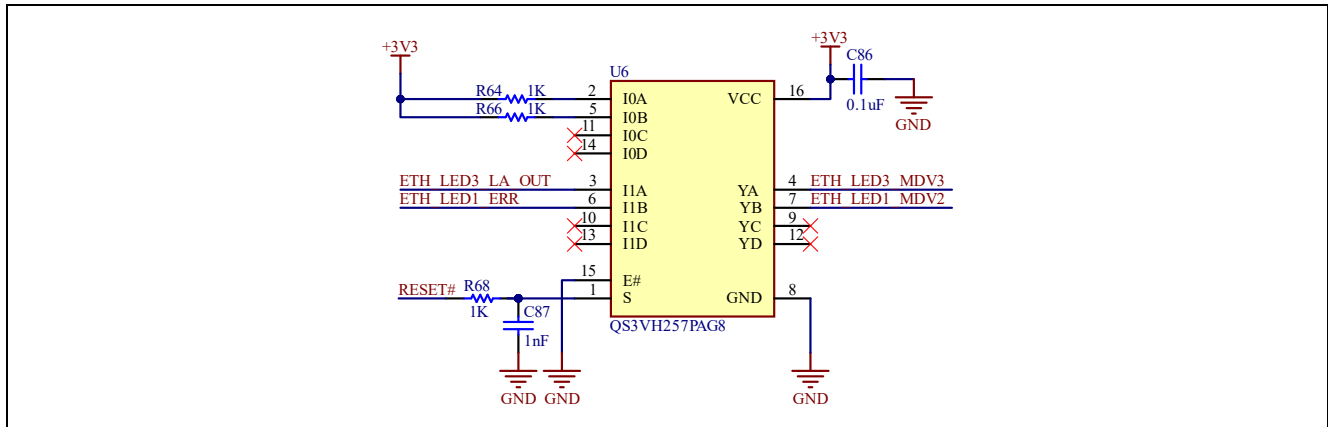 +3V3
+3V3
C86
0.1uF
GND
U6
R64 1K 2 I0A VCC 16
R66 1K 5 I0B
11 I0C
14 I0D
ETH_LED3_LA_OUT 3 I1A YA 4 ETH_LED3_MDV3
ETH_LED1_ERR 6 I1B YB 7 ETH_LED1_MDV2
10 I1C YC 9
13 I1D YD 12
15 E#
RESET# R68 1 S GND 8
1K
C87
1nF
QS3VH257PAG8
GND GND GND